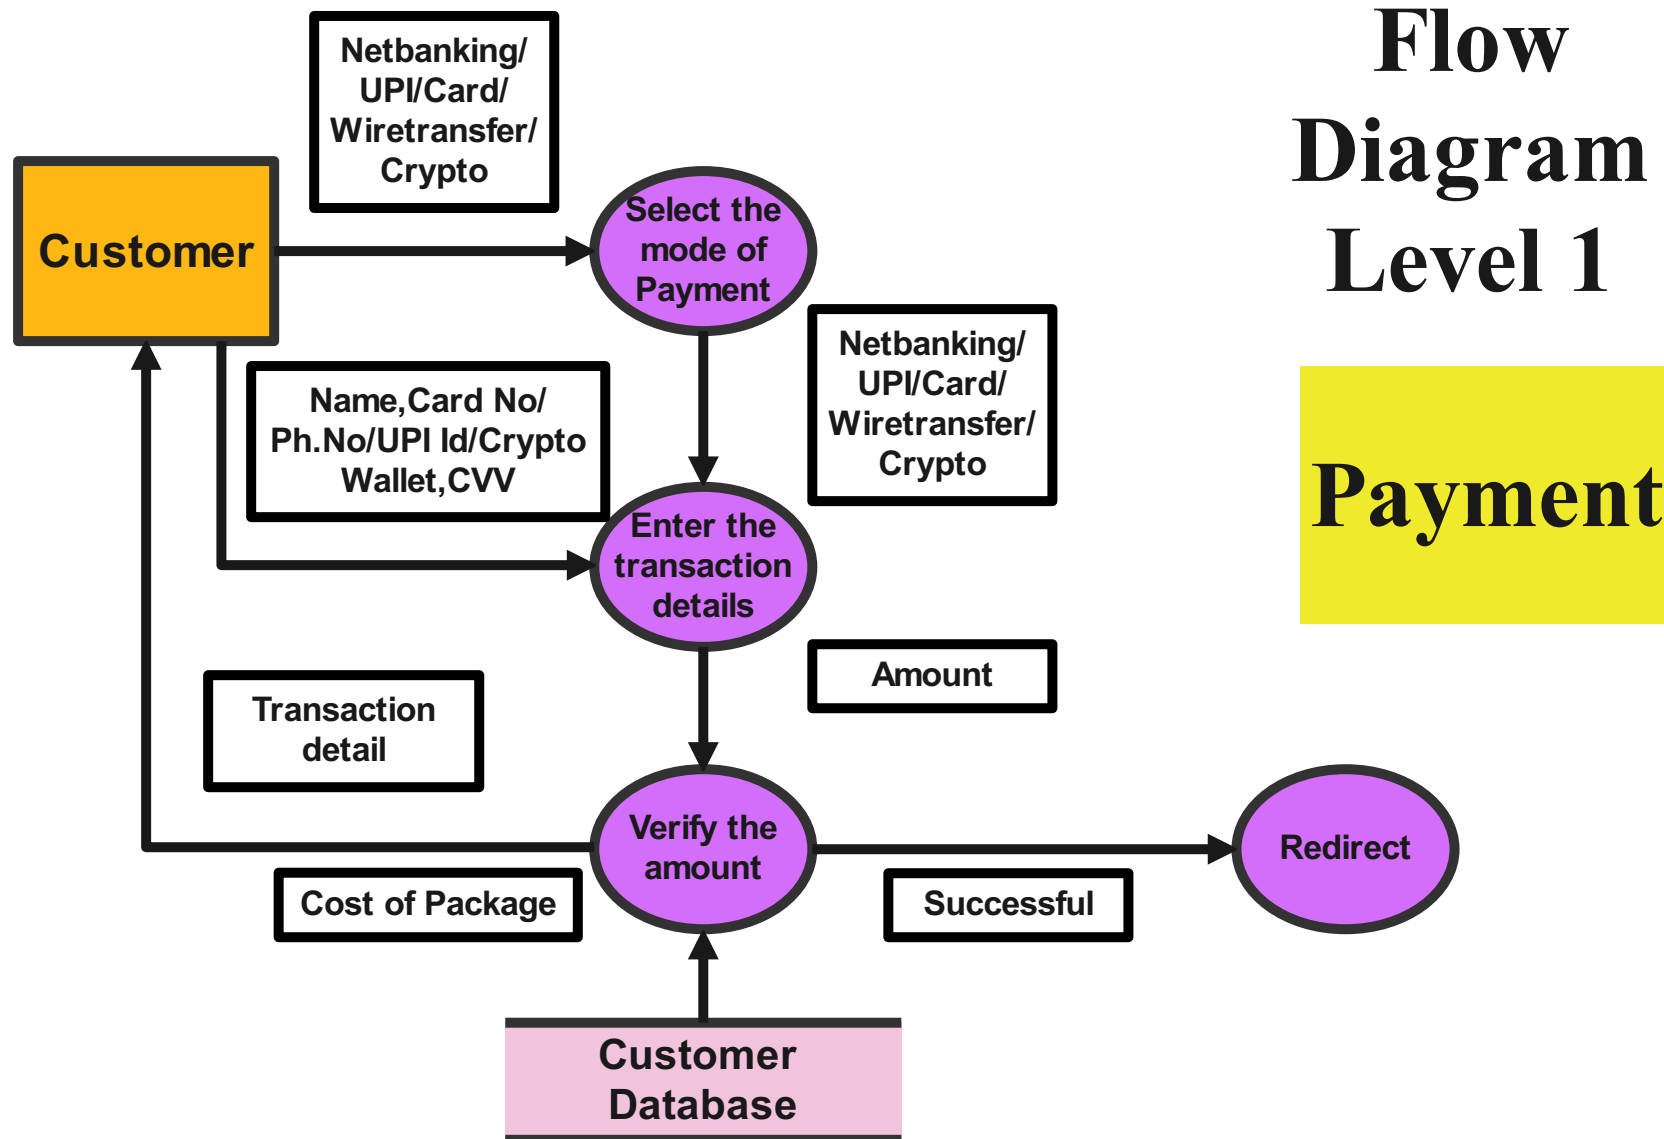 Flow
Diagram
Level 1
Payment
Netbanking/
UPI/Card/
Wiretransfer/
Crypto
Customer
Select the
mode of
Payment
Netbanking/
UPI/Card/
Wiretransfer/
Crypto
Name,Card No/
Ph.No/UPI Id/Crypto
Wallet,CVV
Enter the
transaction
details
Amount
Transaction
detail
Verify the
amount
Redirect
Cost of Package
Successful
Customer
Database